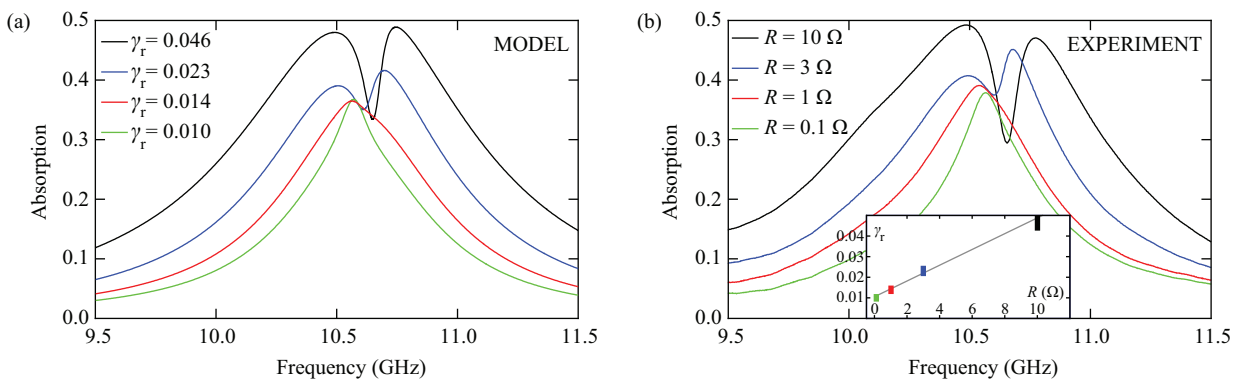 (a)
0.5
0.4
0.3
0.2
0.1
0.0
Absorption
γr = 0.046
γr = 0.023
γr = 0.014
γr = 0.010
MODEL
9.5 10.0 10.5 11.0 11.5
Frequency (GHz)
(b)
0.5
0.4
0.3
0.2
0.1
0.0
Absorption
R = 10 Ω
R = 3 Ω
R = 1 Ω
R = 0.1 Ω
EXPERIMENT
0.04 γr
0.03
0.02
0.01
R (Ω)
0 2 4 6 8 10
9.5 10.0 10.5 11.0 11.5
Frequency (GHz)